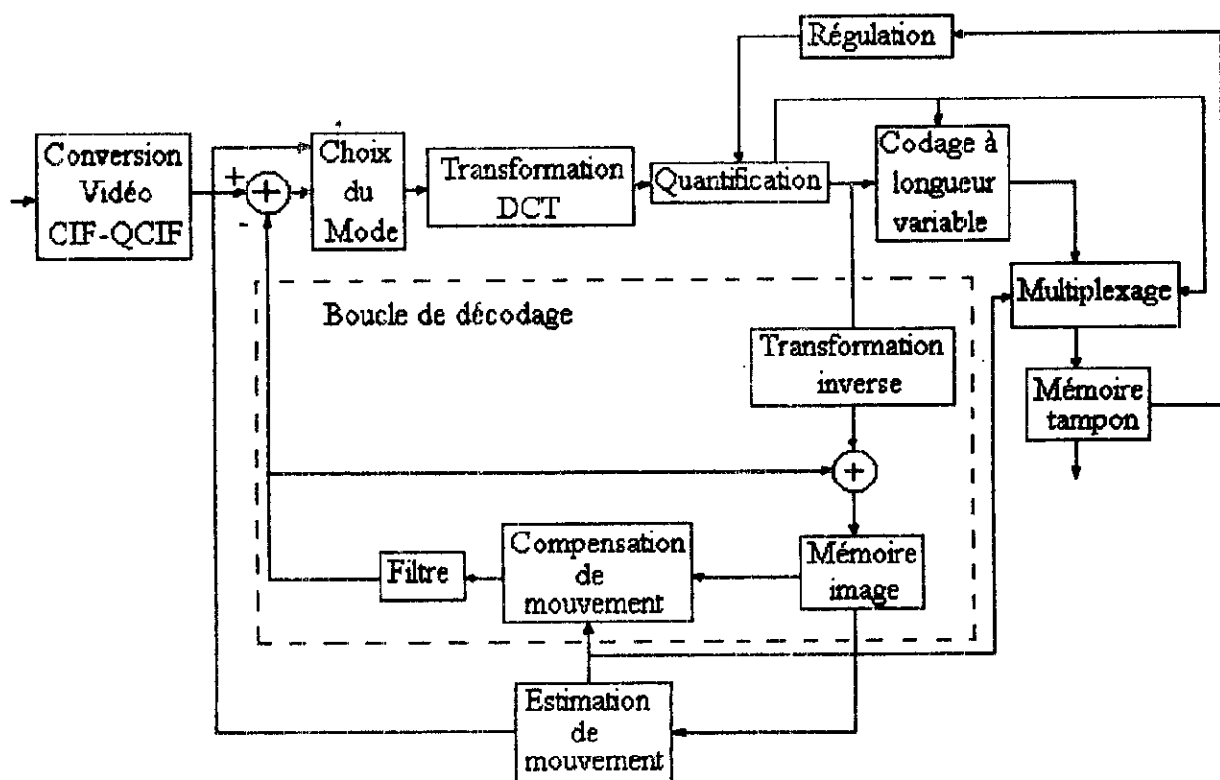 Régulation
Conversion
Vidéo
CIF-QCIF
+
+
-
Choix
du
Mode
Transformation
DCT
Quantification
Codage à
longueur
variable
Multiplexage
Mémoire
tampon
Boucle de décodage
Transformation
inverse
+
Filtre
Compensation
de
mouvement
Mémoire
image
Estimation
de
mouvement